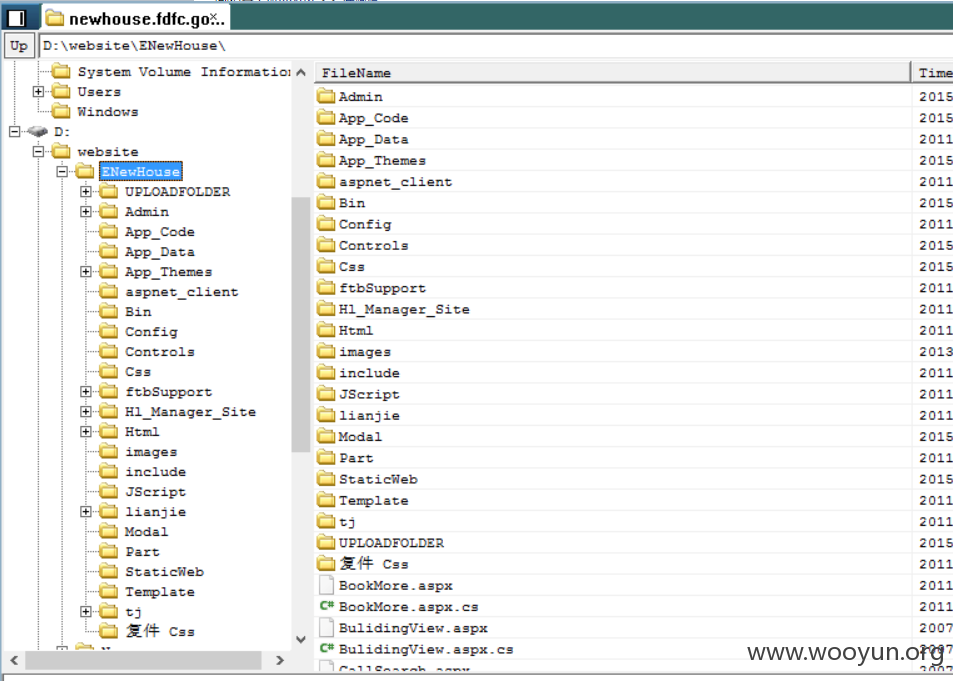 newhouse.fdfc.go...
Up D:\website\ENewHouse\
System Volume Information
Users
Windows
D:
website
ENewHouse
UPLOADFOLDER
Admin
App_Code
App_Data
App_Themes
aspnet_client
Bin
Config
Controls
Css
ftbSupport
Hl_Manager_Site
Html
images
include
JScript
lianjie
Modal
Part
StaticWeb
Template
tj
复件 Css
FileName Time
Admin 2015
App_Code 2015
App_Data 2011
App_Themes 2015
aspnet_client 2011
Bin 2015
Config 2011
Controls 2015
Css 2015
ftbSupport 2011
Hl_Manager_Site 2011
Html 2011
images 2013
include 2011
JScript 2011
lianjie 2011
Modal 2015
Part 2011
StaticWeb 2015
Template 2011
tj 2011
UPLOADFOLDER 2015
复件 Css 2011
BookMore.aspx 2011
BookMore.aspx.cs 2011
BulidingView.aspx 2007
BulidingView.aspx.cs 2007
CallSearch.aspx 2011
www.wooyun.org